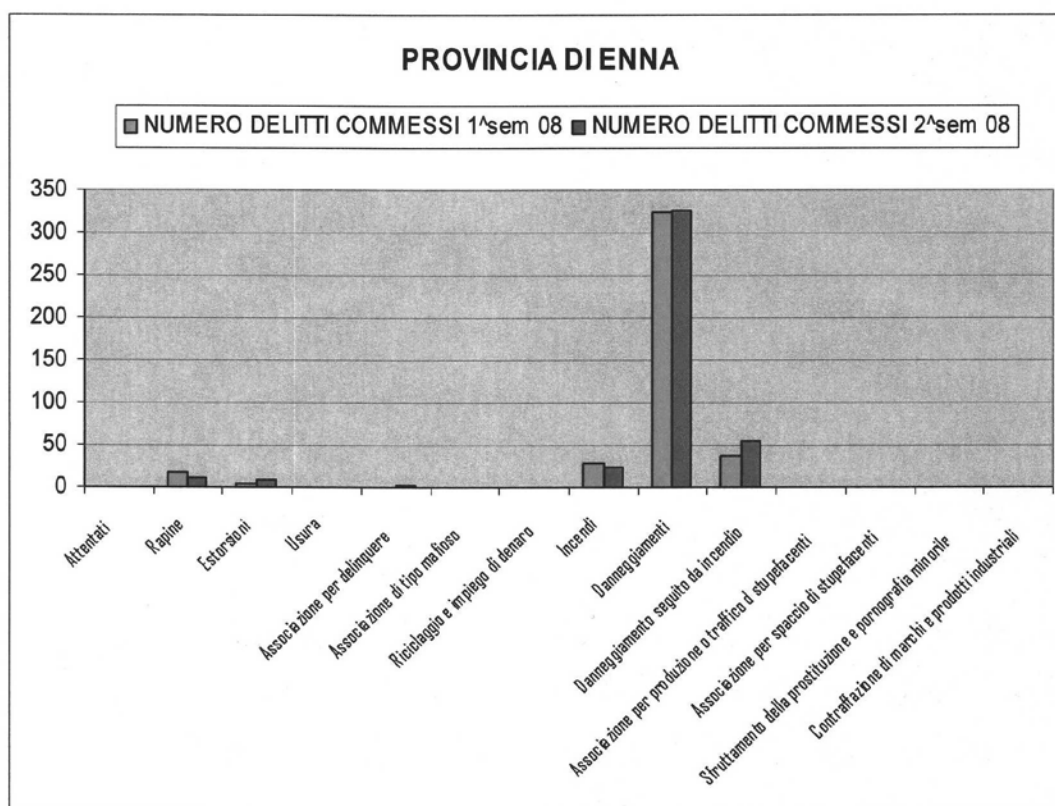 PROVINCIA DI ENNA
NUMERO DELITTI COMMESSI 1^sem 08 NUMERO DELITTI COMMESSI 2^sem 08
350
300
250
200
150
100
50
0
Attentati
Rapine
Estorsioni
Usura
Associazione per delinquere
Associazione di tipo mafioso
Riciclaggio e impiego di denaro
Incendi
Danneggiamenti
Danneggiamento seguito da incendio
Associazione per produzione o traffico d stupefacenti
Associazione per spaccio di stupefacenti
Sfruttamento della prostituzione e pornografia minorile
Contraffazione di marchi e prodotti industriali